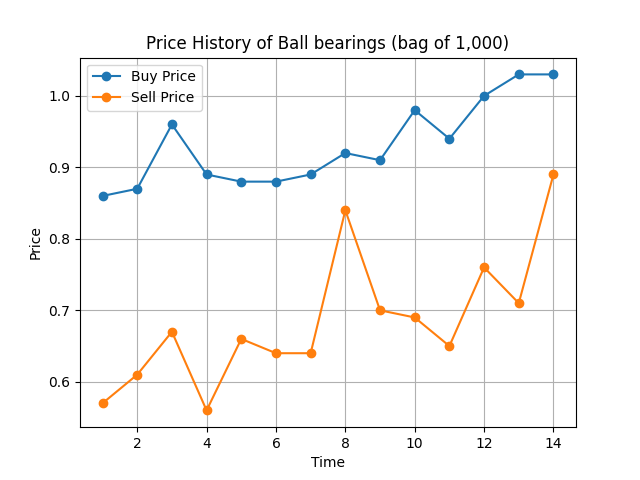 Price History of Ball bearings (bag of 1,000)
Buy Price
Sell Price
1.0
0.9
0.8
0.7
0.6
Price
2 4 6 8 10 12 14
Time